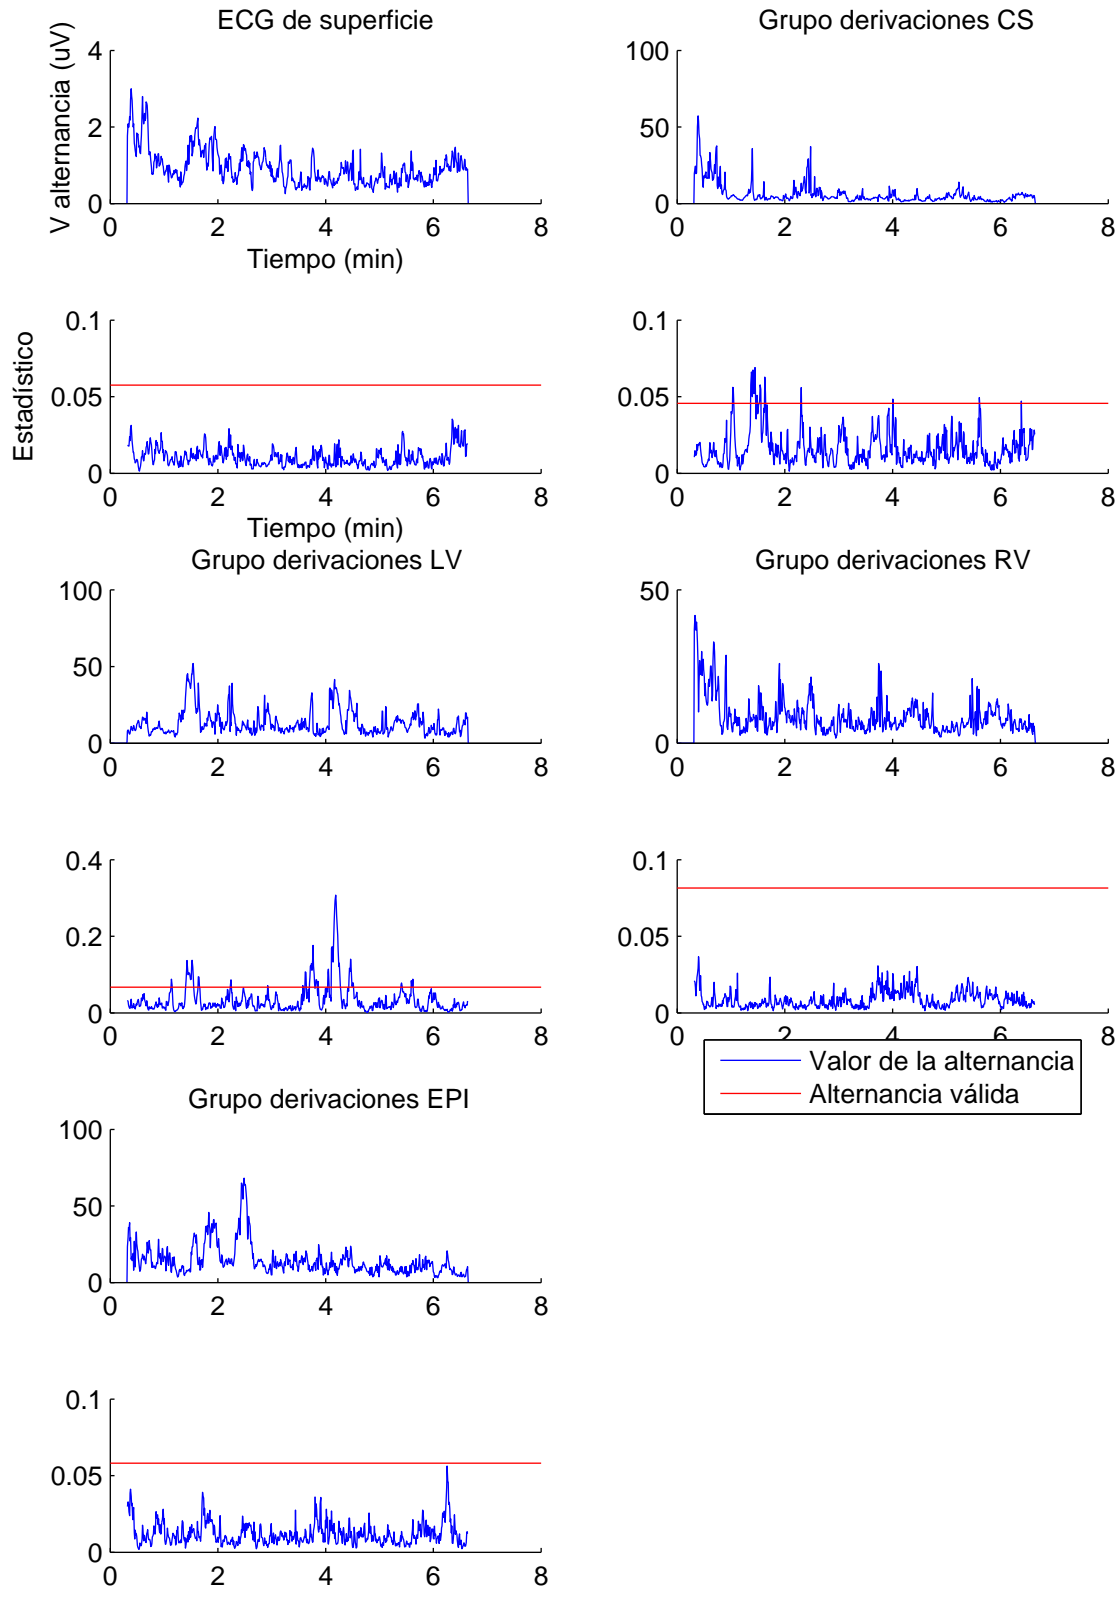 ECG de superficie
Grupo derivaciones CS
V alternancia (uV)
4
2
0
0 2 4 6 8
Tiempo (min)
100
50
0
0 2 4 6 8
Estadístico
0.1
0.05
0
0 2 4 6 8
Tiempo (min)
0.1
0.05
0
0 2 4 6 8
Grupo derivaciones LV
100
50
0
0 2 4 6 8
Grupo derivaciones RV
50
0
0 2 4 6 8
0.4
0.2
0
0 2 4 6 8
0.1
0.05
0
0 2 4 6 8
Valor de la alternancia
Alternancia válida
Grupo derivaciones EPI
100
50
0
0 2 4 6 8
0.1
0.05
0
0 2 4 6 8